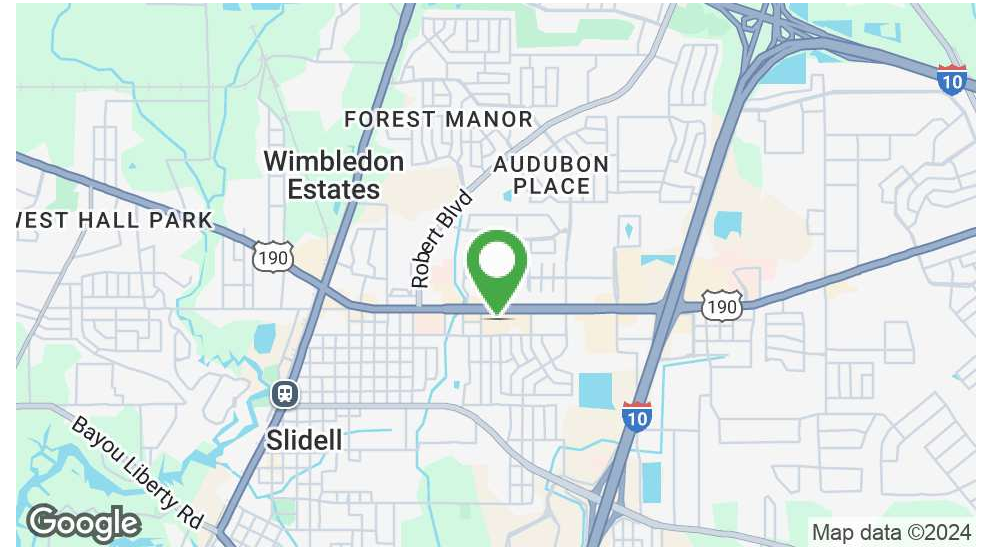 10
FOREST MANOR
Wimbledon
Estates
AUDUBON
PLACE
WEST HALL PARK
Robert Blvd
190
190
10
Slidell
Bayou Liberty Rd
Google
Map data ©2024